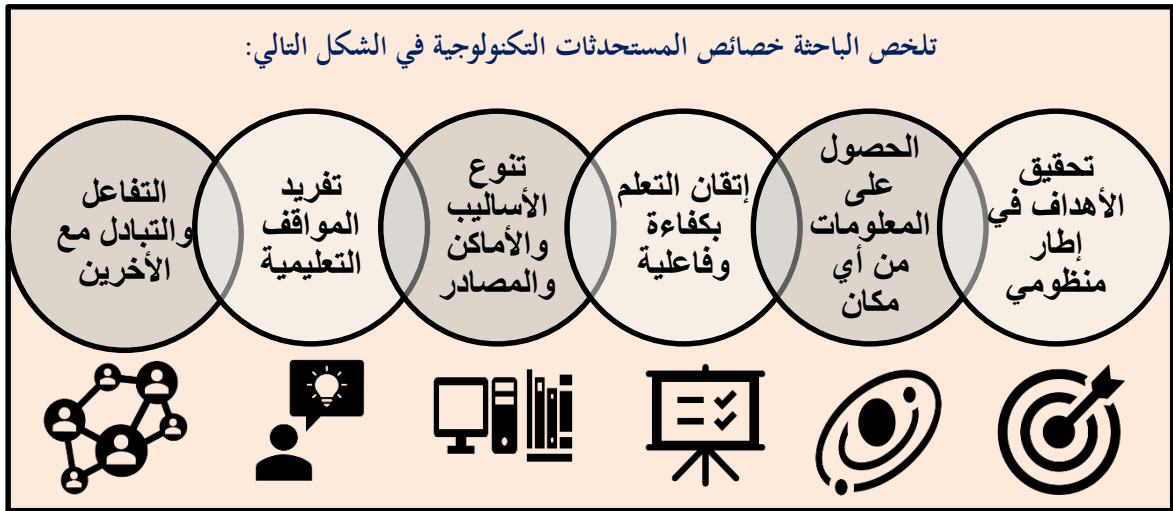 تلخص الباحثة خصائص المستحدثات التكنولوجية في الشكل التالي:
تحقيق
الأهداف في
إطار
منظومي
الحصول
على
المعلومات
من أي
مكان
إتقان التعلم
بكفاءة
وفاعلية
تنوع
الأساليب
والأماكن
والمصادر
تفريد
المواقف
التعليمية
التفاعل
والتبادل مع
الأخرين